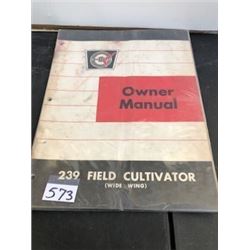 Owner
Manual
239 FIELD CULTIVATOR
(WIDE - WING)
573